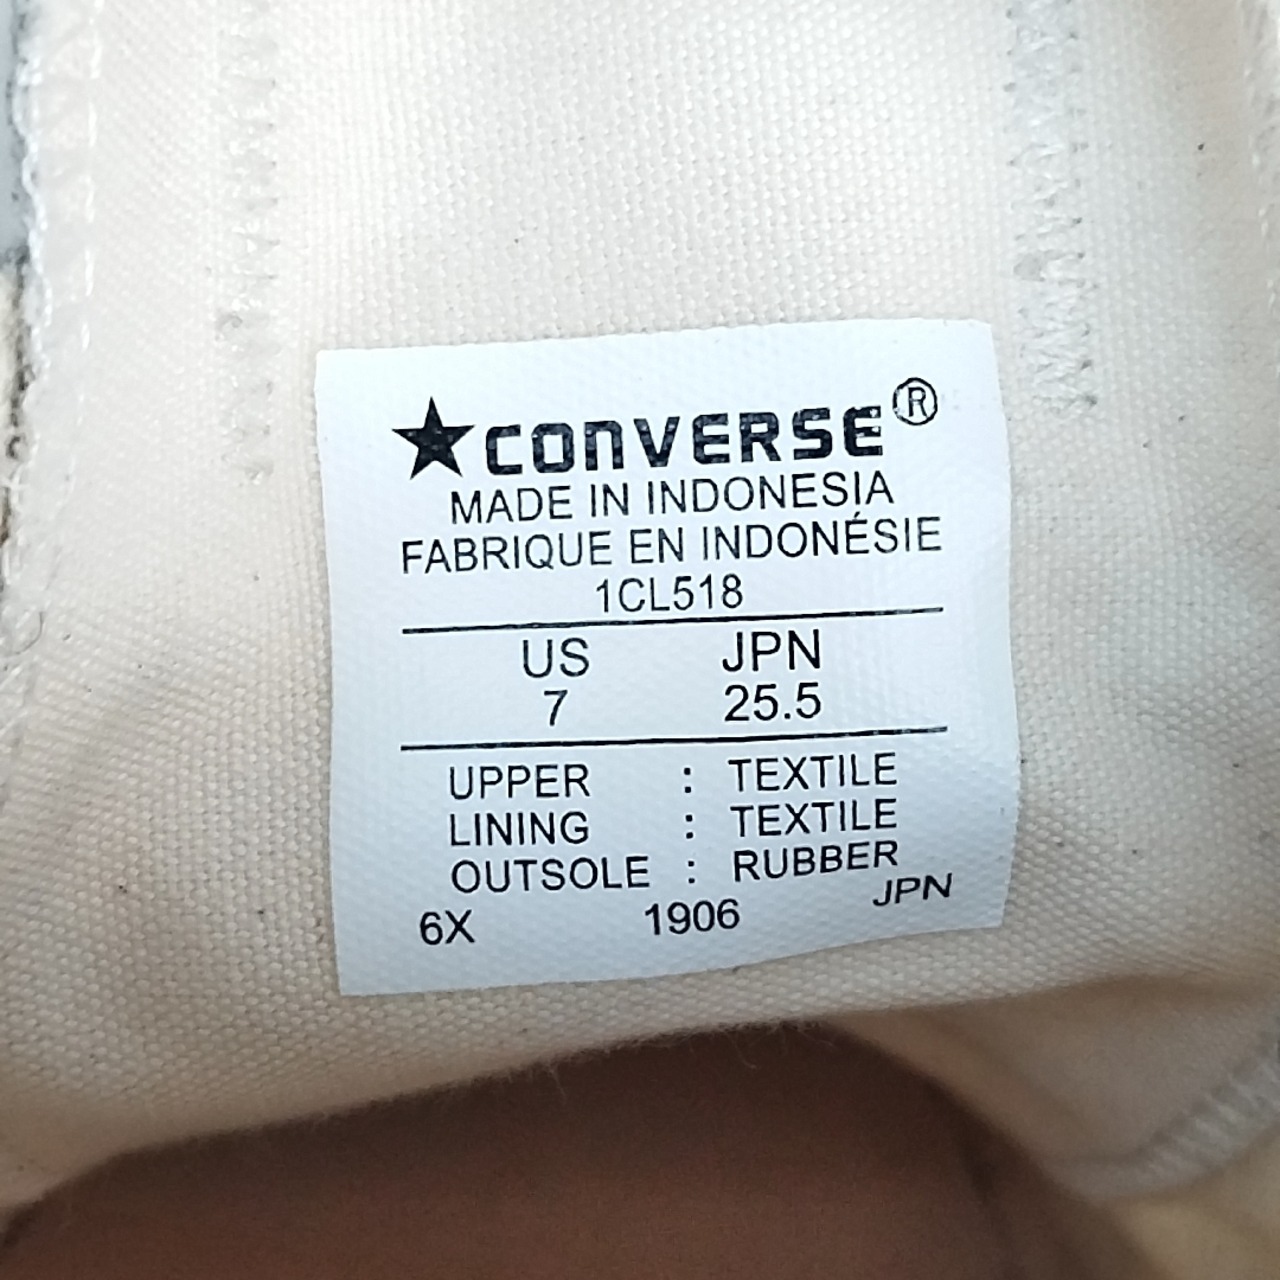 ★CONVERSE®
MADE IN INDONESIA
FABRIQUE EN INDONÉSIE
1CL518
US JPN
7 25.5
UPPER : TEXTILE
LINING : TEXTILE
OUTSOLE : RUBBER
6X 1906 JPN